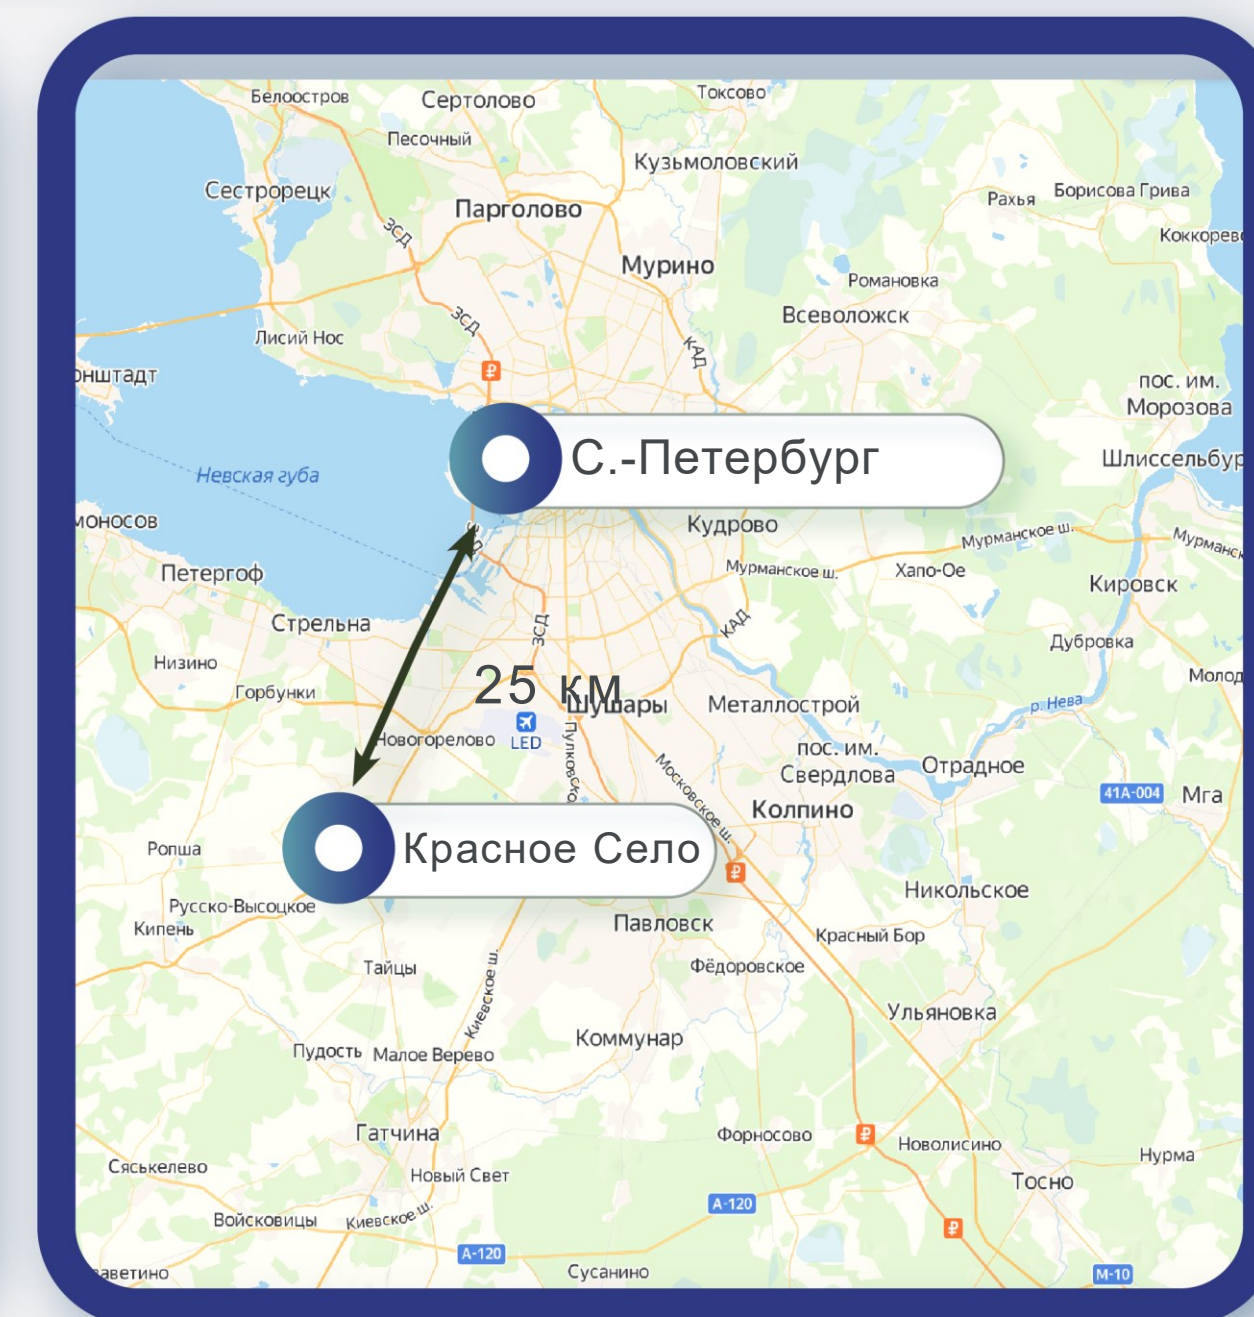 Белоостров
Сертолово
Токсово
Песочный
Кузьмоловский
Сестрорецк
Парголово
Рахья
Борисова Грива
ЗСД
Коккорев
Мурино
Романовка
ЗСД
Всеволожск
Лисий Нос
КАД
₽
онштадт
пос. им.
Морозова
С.-Петербург
Шлиссельбур
Невская губа
моносов
Кудрово
Мурманское ш.
Мурманск
Петергоф
Мурманское ш.
Хапо-Ое
Кировск
Стрельна
ЗСД
КАД
Дубровка
Низино
25 км
Молод
Горбунки
Шушары
Металлострой
р. Нева
Новогорелово
LED
Пулковско
пос. им.
Свердлова
Московское ш.
Отрадное
41А-004
Мга
Колпино
Ропша
Красное Село
₽
Русско-Высоцкое
Никольское
Кипень
Павловск
Красный Бор
Тайцы
Фёдоровское
Киевское ш.
Ульяновка
Коммунар
Пудость
Малое Верево
Гатчина
Форносово
₽
Новолисино
Нурма
Сяськелево
Новый Свет
Тосно
А-120
Войсковицы
Киевское ш.
₽
А-120
аветино
Сусанино
М-10